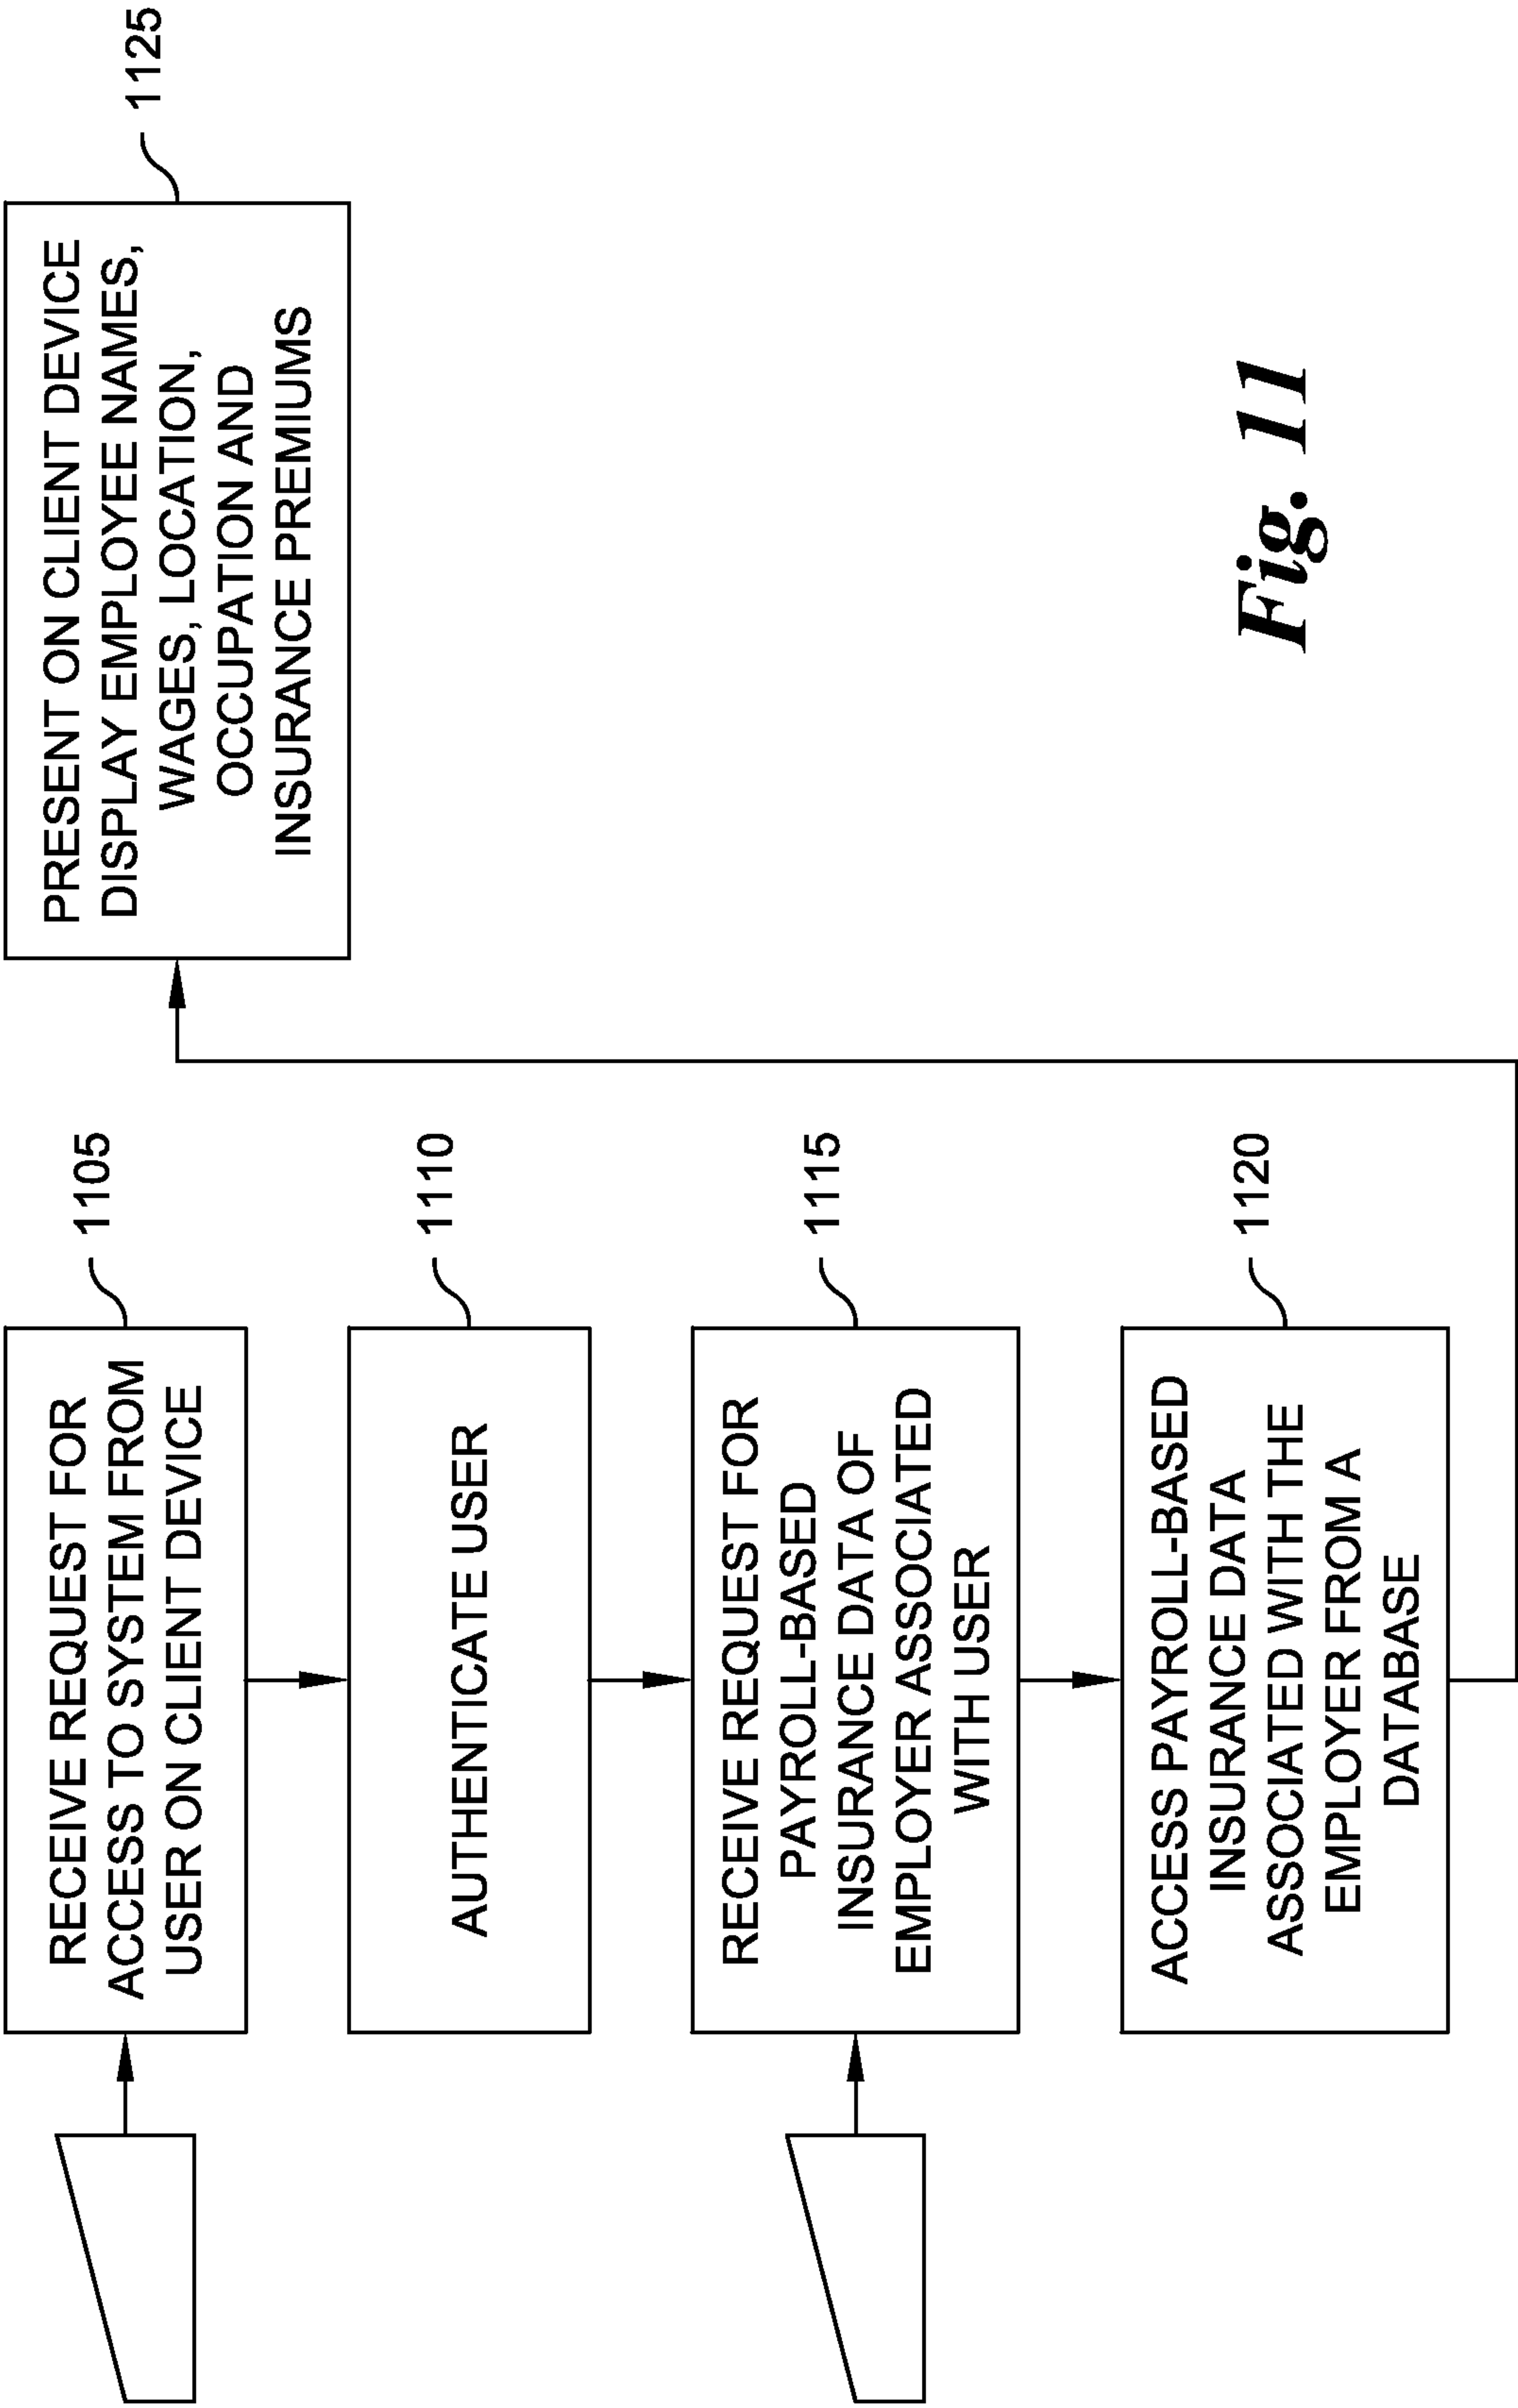 RECEIVE REQUEST FOR
ACCESS TO SYSTEM FROM
USER ON CLIENT DEVICE
1105
AUTHENTICATE USER
1110
RECEIVE REQUEST FOR
PAYROLL-BASED
INSURANCE DATA OF
EMPLOYER ASSOCIATED
WITH USER
1115
ACCESS PAYROLL-BASED
INSURANCE DATA
ASSOCIATED WITH THE
EMPLOYER FROM A
DATABASE
1120
PRESENT ON CLIENT DEVICE
DISPLAY EMPLOYEE NAMES,
WAGES, LOCATION,
OCCUPATION AND
INSURANCE PREMIUMS
1125
Fig. 11